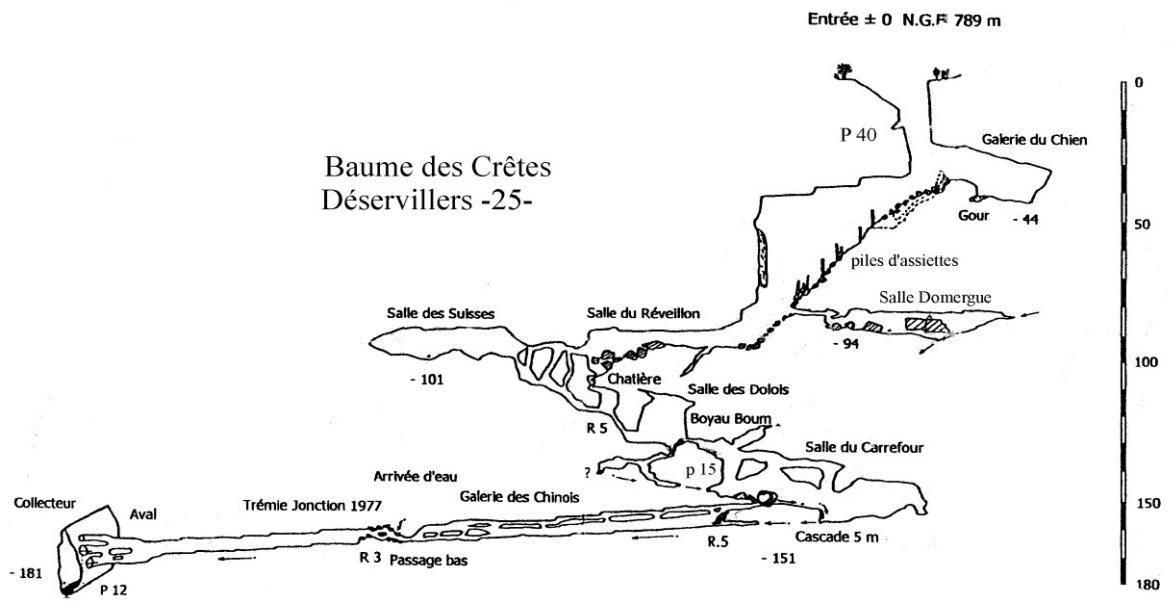 Entrée ± 0 N.G.F 789 m
0
P 40
Galerie du Chien
Baume des Crêtes
Déservillers -25-
Gour
- 44
50
piles d'assiettes
Salle Domergue
Salle des Suisses
Salle du Réveillon
- 94
100
- 101
Chatière
Salle des Dolois
R 5
Boyau Boum
Salle du Carrefour
?
p 15
Arrivée d'eau
Collecteur
Trémie Jonction 1977
Galerie des Chinois
150
Aval
R.5
Cascade 5 m
R 3
Passage bas
- 151
- 181
P 12
180